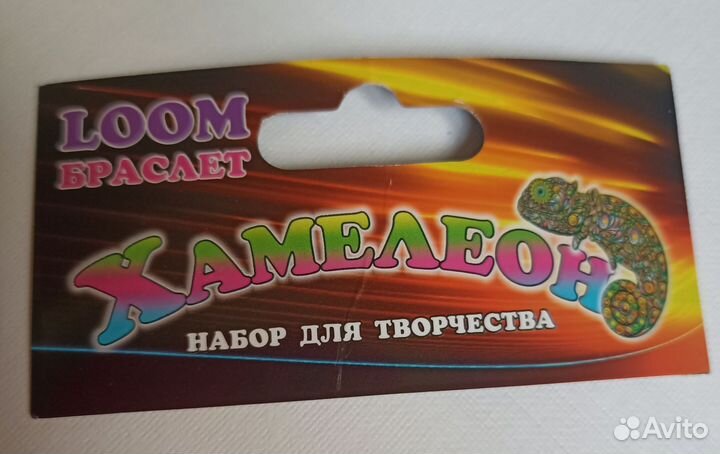 LOOM
БРАСЛЕТ
ХАМЕЛЕОН
НАБОР ДЛЯ ТВОРЧЕСТВА
Avito